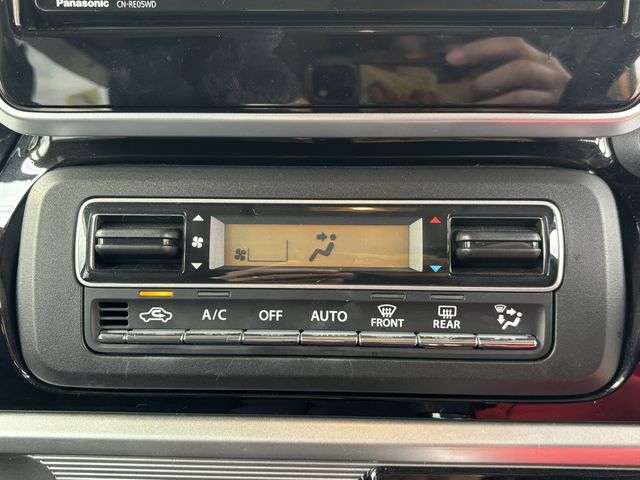 Panasonic CN-RE05WD
A/C OFF AUTO FRONT REAR